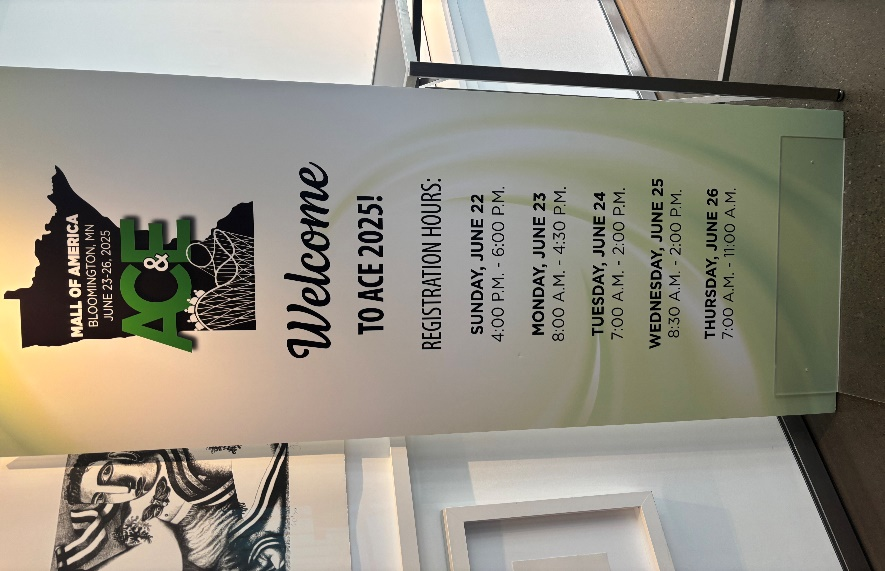 MALL OF AMERICA
BLOOMINGTON, MN
JUNE 23-26, 2025
AC&E
Welcome
TO ACE 2025!
REGISTRATION HOURS:
SUNDAY, JUNE 22
4:00 P.M. - 6:00 P.M.
MONDAY, JUNE 23
8:00 A.M. - 4:30 P.M.
TUESDAY, JUNE 24
7:00 A.M. - 2:00 P.M.
WEDNESDAY, JUNE 25
8:30 A.M. - 2:00 P.M.
THURSDAY, JUNE 26
7:00 A.M. - 11:00 A.M.